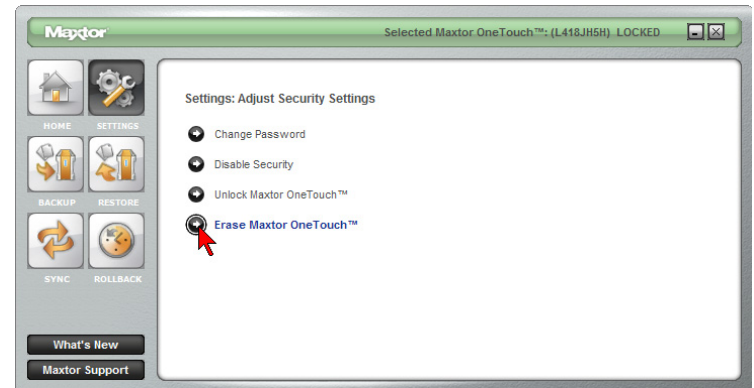 Maxtor
Selected Maxtor OneTouch™: (L418JH5H) LOCKED
HOME SETTINGS
BACKUP RESTORE
SYNC ROLLBACK
What's New
Maxtor Support
Settings: Adjust Security Settings
Change Password
Disable Security
Unlock Maxtor OneTouch™
Erase Maxtor OneTouch™